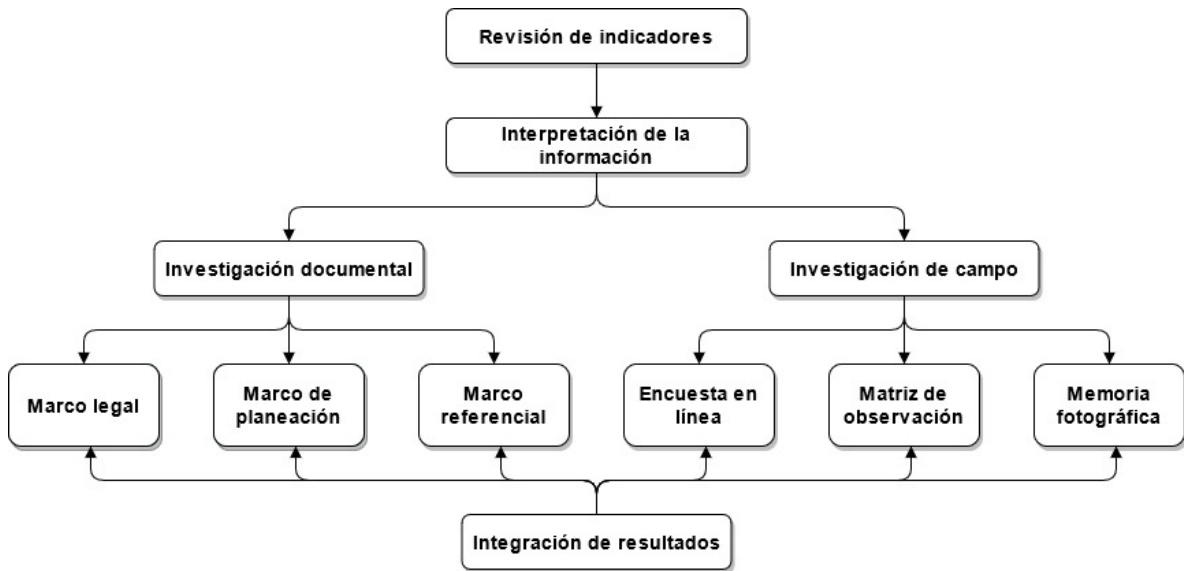 Revisión de indicadores
Interpretación de la
información
Investigación documental
Investigación de campo
Marco legal
Marco de
planeación
Marco
referencial
Encuesta en
línea
Matriz de
observación
Memoria
fotográfica
Integración de resultados